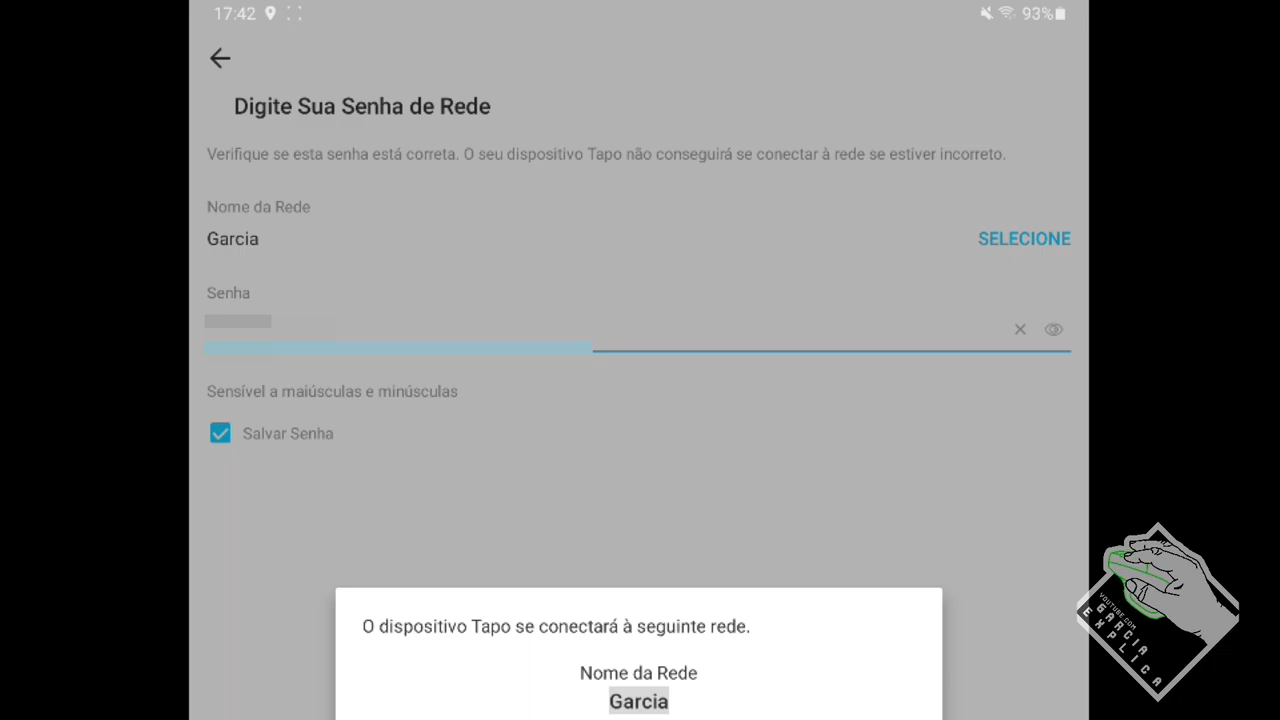 17:42
93%
Digite Sua Senha de Rede
Verifique se esta senha está correta. O seu dispositivo Tapo não conseguirá se conectar à rede se estiver incorreto.
Nome da Rede
Garcia
SELECIONE
Senha
Sensível a maiúsculas e minúsculas
Salvar Senha
O dispositivo Tapo se conectará à seguinte rede.
Nome da Rede
Garcia
YOUTUBE.COM
GARCIA
EXPLICA